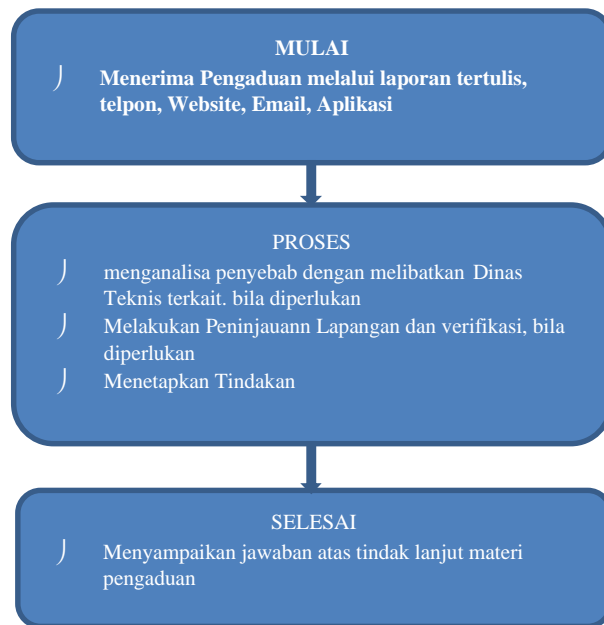 MULAI
Menerima Pengaduan melalui laporan tertulis,
telpon, Website, Email, Aplikasi
PROSES
menganalisa penyebab dengan melibatkan Dinas
Teknis terkait. bila diperlukan
Melakukan Peninjauann Lapangan dan verifikasi, bila
diperlukan
Menetapkan Tindakan
SELESAI
Menyampaikan jawaban atas tindak lanjut materi
pengaduan